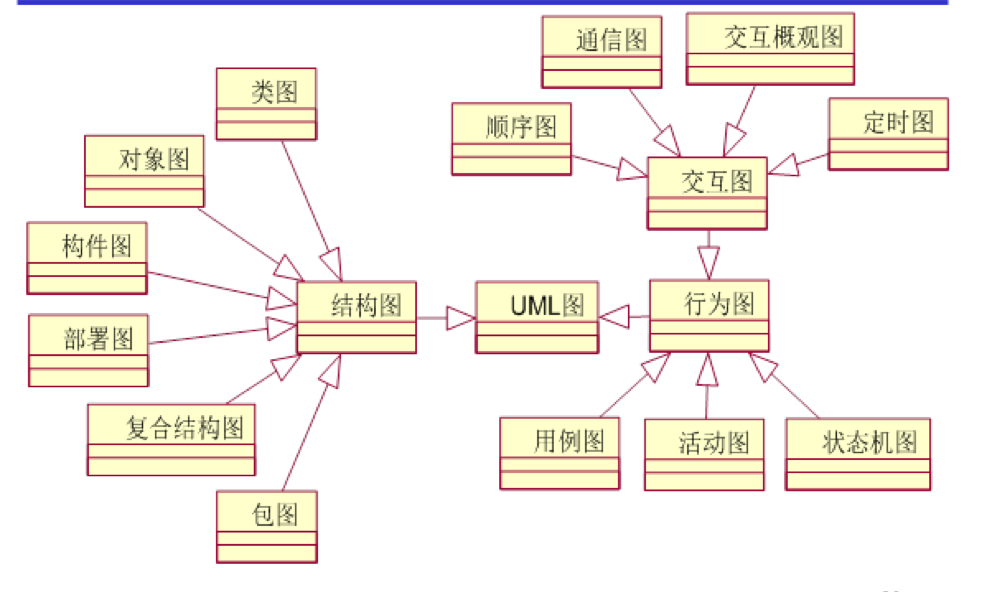 通信图
交互概观图
类图
顺序图
定时图
对象图
交互图
构件图
结构图
UML图
行为图
部署图
复合结构图
用例图
活动图
状态机图
包图